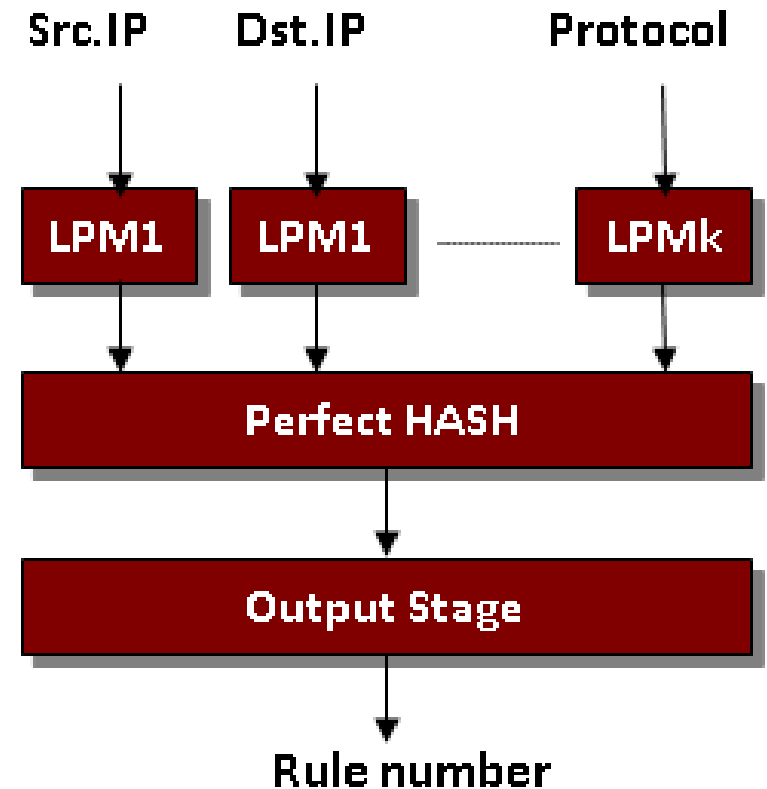 Src.IP Dst.IP Protocol
LPM1 LPM1 LPMk
Perfect HASH
Output Stage
Rule number